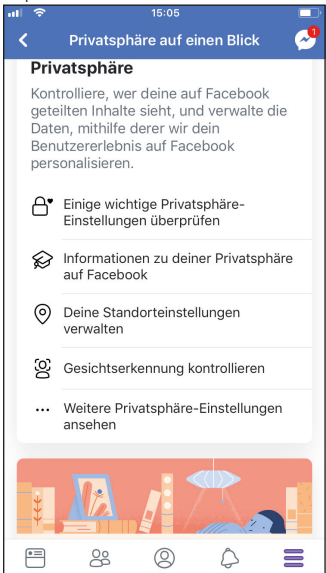 15:05
Privatsphäre auf einen Blick
1
Privatsphäre
Kontrolliere, wer deine auf Facebook
geteilten Inhalte sieht, und verwalte die
Daten, mithilfe derer wir dein
Benutzererlebnis auf Facebook
personalisieren.
Einige wichtige Privatsphäre-
Einstellungen überprüfen
Informationen zu deiner Privatsphäre
auf Facebook
Deine Standorteinstellungen
verwalten
Gesichtserkennung kontrollieren
Weitere Privatsphäre-Einstellungen
ansehen